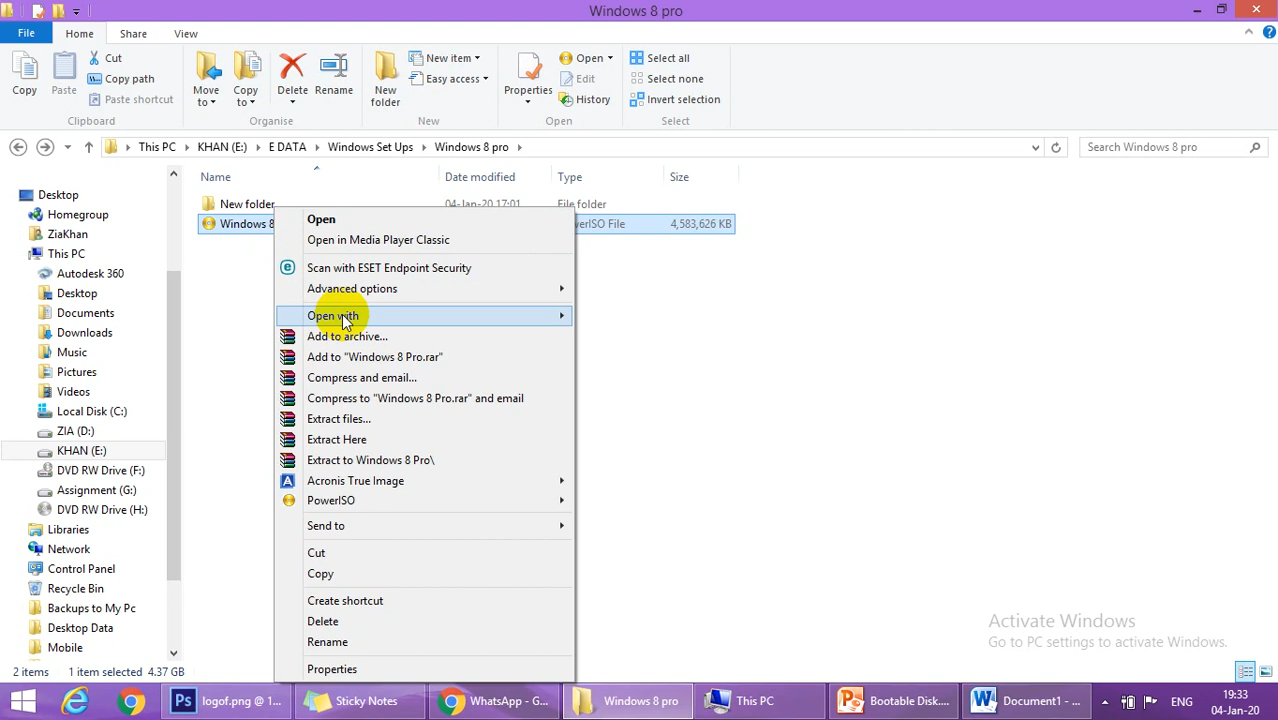 Windows 8 pro
File Home Share View
Copy Paste Cut Copy path Paste shortcut
Move to Copy to Delete Rename
New folder New item Easy access
Properties Open Edit History
Select all Select none Invert selection
Clipboard Organise New Open Select
This PC KHAN (E:) E DATA Windows Set Ups Windows 8 pro
Search Windows 8 pro
Name Date modified Type Size
New folder 04-Jan-20 17:01 File folder
Windows 8 werISO File 4,583,626 KB
Desktop
Homegroup
ZiaKhan
This PC
Autodesk 360
Desktop
Documents
Downloads
Music
Pictures
Videos
Local Disk (C:)
ZIA (D:)
KHAN (E:)
DVD RW Drive (F:)
Assignment (G:)
DVD RW Drive (H:)
Libraries
Network
Control Panel
Recycle Bin
Backups to My Pc
Desktop Data
Mobile
Open
Open in Media Player Classic
Scan with ESET Endpoint Security
Advanced options
Open with
Add to archive...
Add to "Windows 8 Pro.rar"
Compress and email...
Compress to "Windows 8 Pro.rar" and email
Extract files...
Extract Here
Extract to Windows 8 Pro\
Acronis True Image
PowerISO
Send to
Cut
Copy
Create shortcut
Delete
Rename
Properties
Activate Windows
Go to PC settings to activate Windows.
2 items 1 item selected 4.37 GB
logof.png @ 1... Sticky Notes WhatsApp - G... Windows 8 pro This PC Bootable Disk.... Document1 - ... ENG 19:33
04-Jan-20